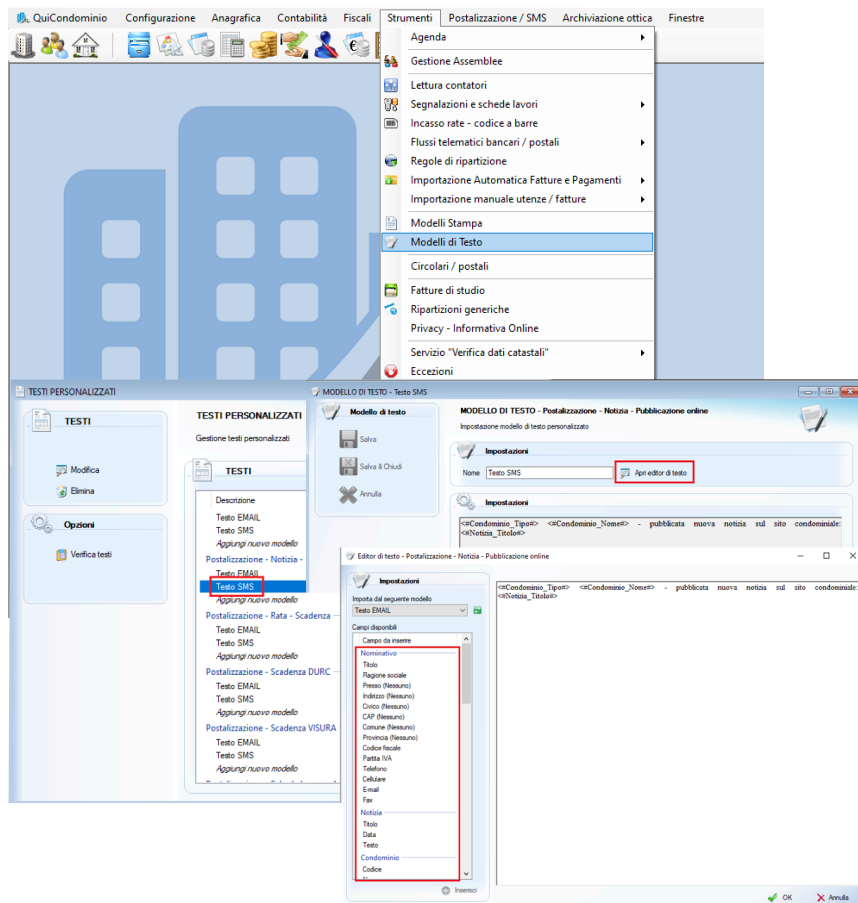 QuiCondominio Configurazione Anagrafica Contabilità Fiscali Strumenti Postalizzazione / SMS Archiviazione ottica Finestre
Agenda
Gestione Assemblee
Lettura contatori
Segnalazioni e schede lavori
Incasso rate - codice a barre
Flussi telematici bancari / postali
Regole di ripartizione
Importazione Automatica Fatture e Pagamenti
Importazione manuale utenze / fatture
Modelli Stampa
Modelli di Testo
Circolari / postali
Fatture di studio
Ripartizioni generiche
Privacy - Informativa Online
Servizio "Verifica dati catastali"
Eccezioni
TESTI PERSONALIZZATI
TESTI
Modifica
Elimina
Opzioni
Verifica testi
TESTI PERSONALIZZATI
Gestione testi personalizzati
TESTI
Descrizione
Testo EMAIL
Testo SMS
Aggiungi nuovo modello
Postalizzazione - Notizia -
Testo EMAIL
Testo SMS
Aggiungi nuovo modello
Postalizzazione - Rata - Scadenza
Testo EMAIL
Testo SMS
Aggiungi nuovo modello
Postalizzazione - Scadenza DURC
Testo EMAIL
Testo SMS
Aggiungi nuovo modello
Postalizzazione - Scadenza VISURA
Testo EMAIL
Testo SMS
Aggiungi nuovo modello
MODELLO DI TESTO - Testo SMS
Modello di testo
Salva
Salva & Chiudi
Annulla
MODELLO DI TESTO - Postalizzazione - Notizia - Pubblicazione online
Impostazione modello di testo personalizzato
Impostazioni
Nome Testo SMS Apri editor di testo
Impostazioni
<#Condominio_Tipo#> <#Condominio_Nome#> - pubblicata nuova notizia sul sito condominiale:
<#Notizia_Titolo#>
Editor di testo - Postalizzazione - Notizia - Pubblicazione online
Impostazioni
Importa dal seguente modello
Testo EMAIL
Campi disponibili
Campo da inserire
Nominativo
Titolo
Ragione sociale
Presso (Nessuno)
Indirizzo (Nessuno)
Civico (Nessuno)
CAP (Nessuno)
Comune (Nessuno)
Provincia (Nessuno)
Codice fiscale
Partita IVA
Telefono
Cellulare
E-mail
Fax
Notizia
Titolo
Data
Testo
Condominio
Codice
Inserisci
<#Condominio_Tipo#> <#Condominio_Nome#> - pubblicata nuova notizia sul sito condominiale:
<#Notizia_Titolo#>
OK Annulla